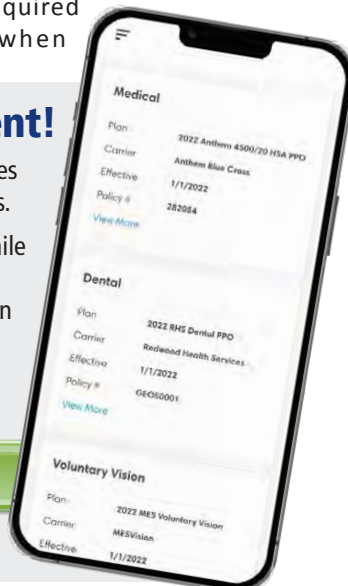 quired
when
ent!
es
s.
ile
n
Medical
Plan 2022 Anthem 4500/20 HSA PPO
Carrier Anthem Blue Cross
Effective 1/1/2022
Policy # 282054
View More
Dental
Plan 2022 RHS Dental PPO
Carrier Redwood Health Services
Effective 1/1/2022
Policy # GEOS0001
View More
Voluntary Vision
Plan 2022 MES Voluntary Vision
Carrier MESVision
Effective 1/1/2022